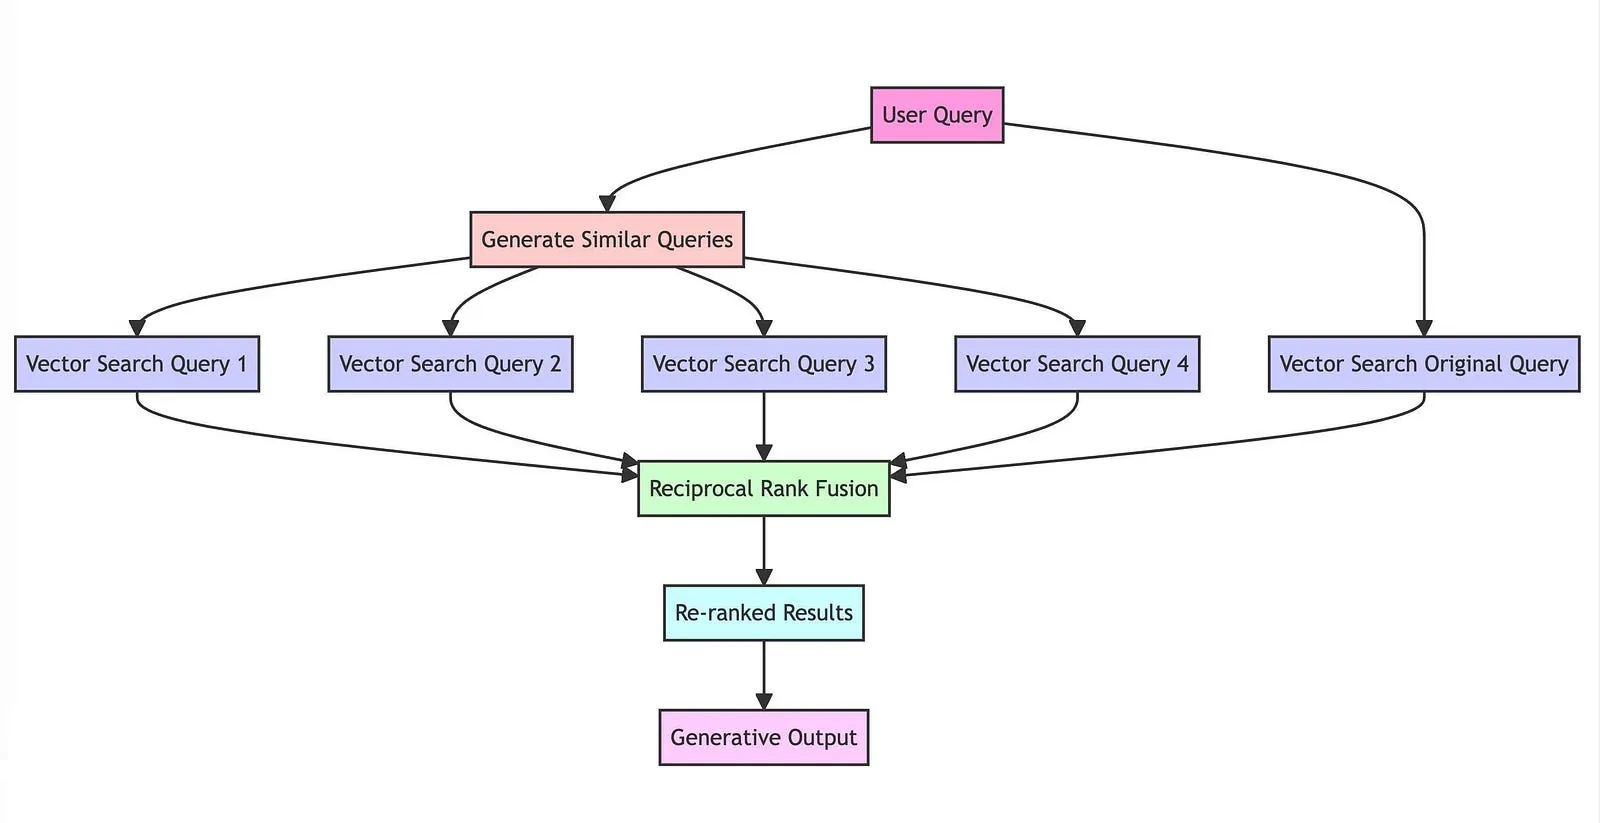 User Query
Generate Similar Queries
Vector Search Query 1
Vector Search Query 2
Vector Search Query 3
Vector Search Query 4
Vector Search Original Query
Reciprocal Rank Fusion
Re-ranked Results
Generative Output